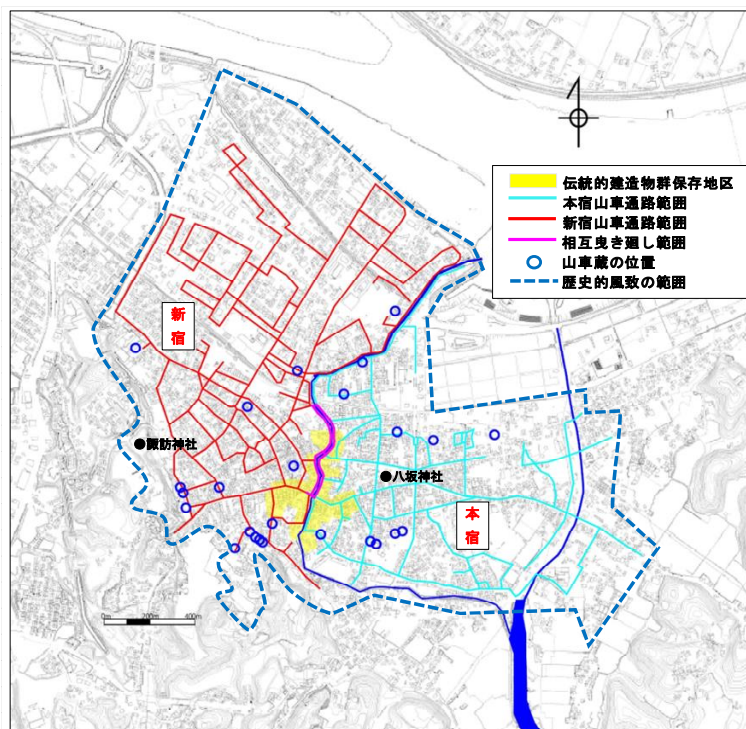 伝統的建造物群保存地区
本宿山車通路範囲
新宿山車通路範囲
相互曳き廻し範囲
山車蔵の位置
歴史的風致の範囲
新宿
諏訪神社
八坂神社
本宿
0m 200m 400m